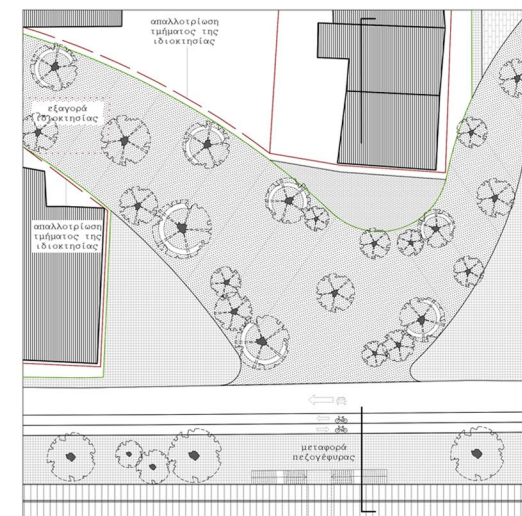 απαλλοτρίωση
τμήματος της
ιδιοκτησίας
εξαγορά
ιδιοκτησίας
απαλλοτρίωση
τμήματος της
ιδιοκτησίας
μεταφορά
πεζογέφυρας